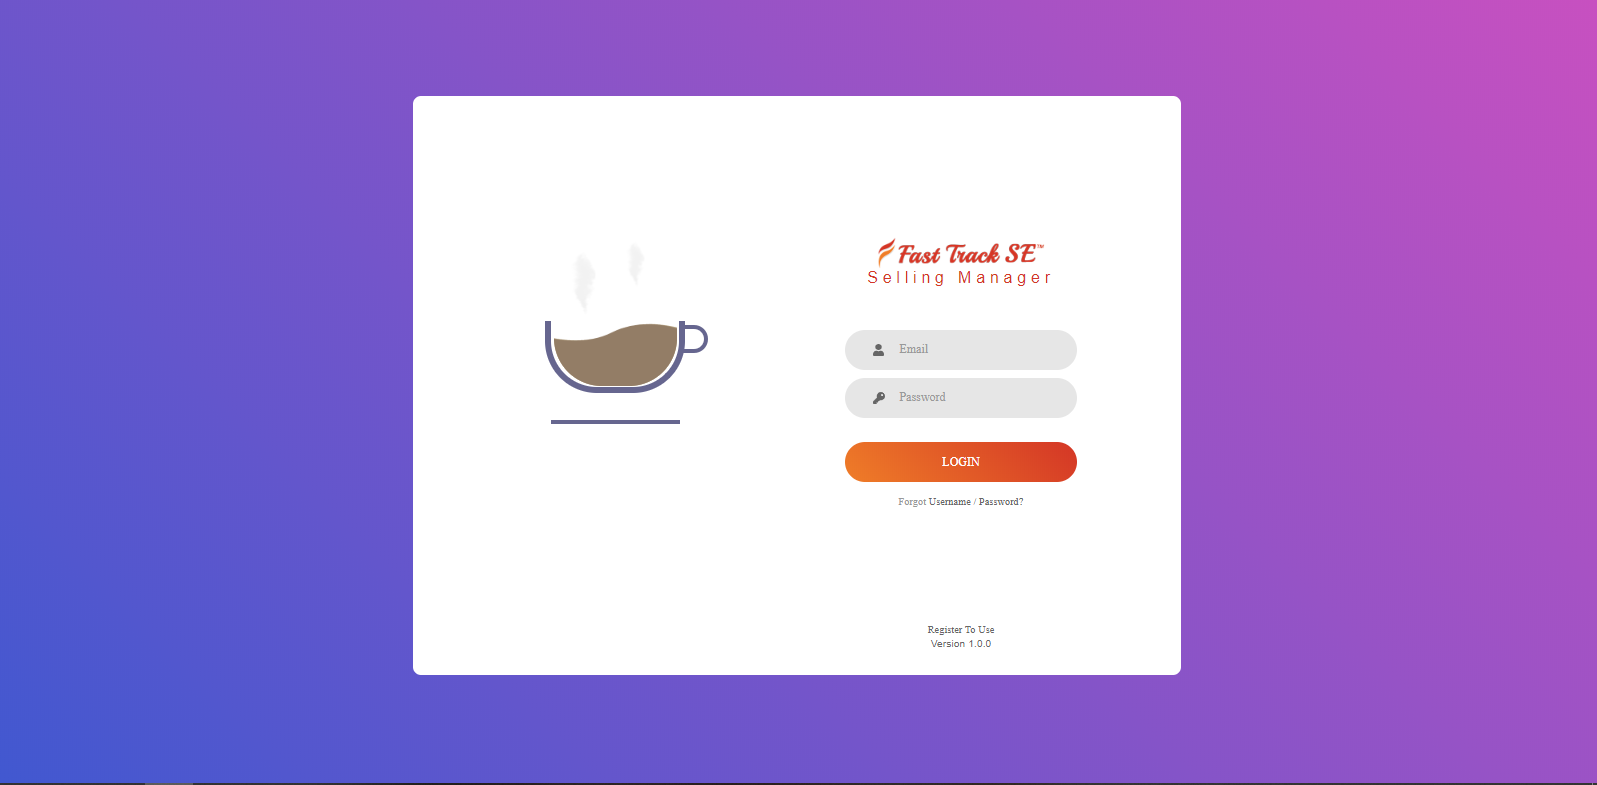 Fast Track SE™
Selling Manager
Email
Password
LOGIN
Forgot Username / Password?
Register To Use
Version 1.0.0